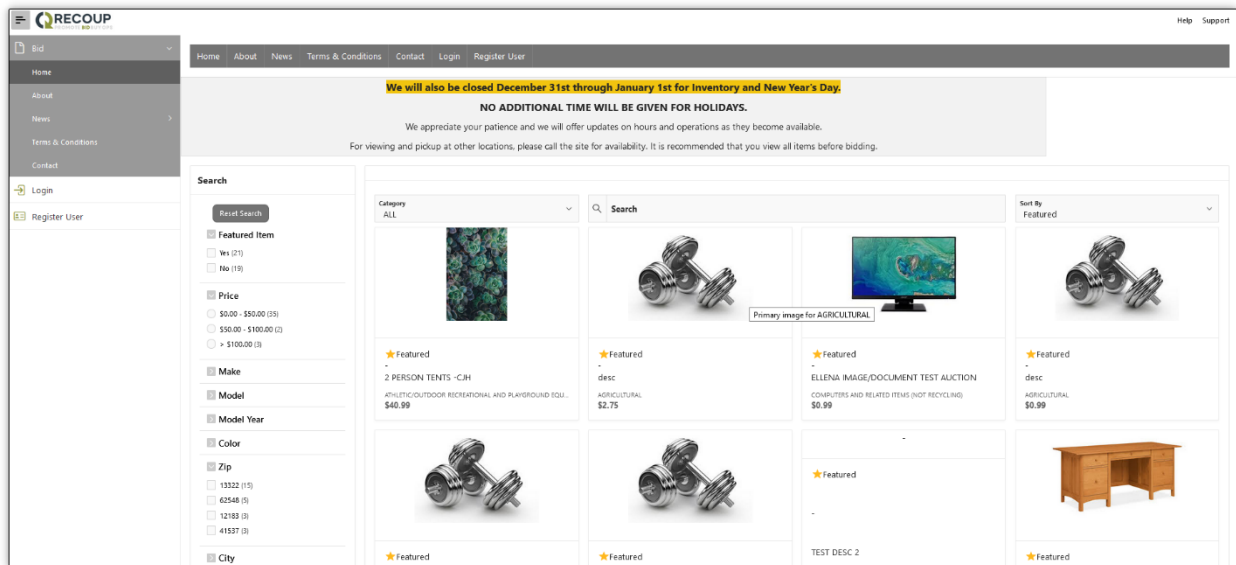 RECOUP
Help Support
Bid
Home
About
News
Terms & Conditions
Contact
Login
Register User
Home About News Terms & Conditions Contact Login Register User
We will also be closed December 31st through January 1st for Inventory and New Year's Day.
NO ADDITIONAL TIME WILL BE GIVEN FOR HOLIDAYS.
We appreciate your patience and we will offer updates on hours and operations as they become available.
For viewing and pickup at other locations, please call the site for availability. It is recommended that you view all items before bidding.
Search
Reset Search
Featured Item
Yes (21)
No (19)
Price
$0.00 - $50.00 (35)
$50.00 - $100.00 (2)
> $100.00 (3)
Make
Model
Model Year
Color
Zip
13322 (15)
62548 (5)
12183 (3)
41537 (3)
City
Category
ALL
Search
Sort By
Featured
Primary image for AGRICULTURAL
Featured
-
2 PERSON TENTS -CJH
ATHLETIC/OUTDOOR RECREATIONAL AND PLAYGROUND EQU...
$40.99
Featured
-
desc
AGRICULTURAL
$2.75
Featured
-
ELLENA IMAGE/DOCUMENT TEST AUCTION
COMPUTERS AND RELATED ITEMS (NOT RECYCLING)
$0.99
Featured
-
desc
AGRICULTURAL
$0.99
Featured
Featured
-
Featured
-
TEST DESC 2
Featured